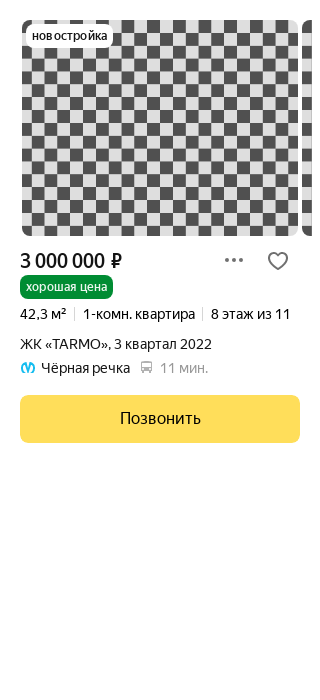 новостройка
3 000 000 ₽
хорошая цена
42,3 м² 1-комн. квартира 8 этаж из 11
ЖК «TARMO», 3 квартал 2022
Чёрная речка 11 мин.
Позвонить